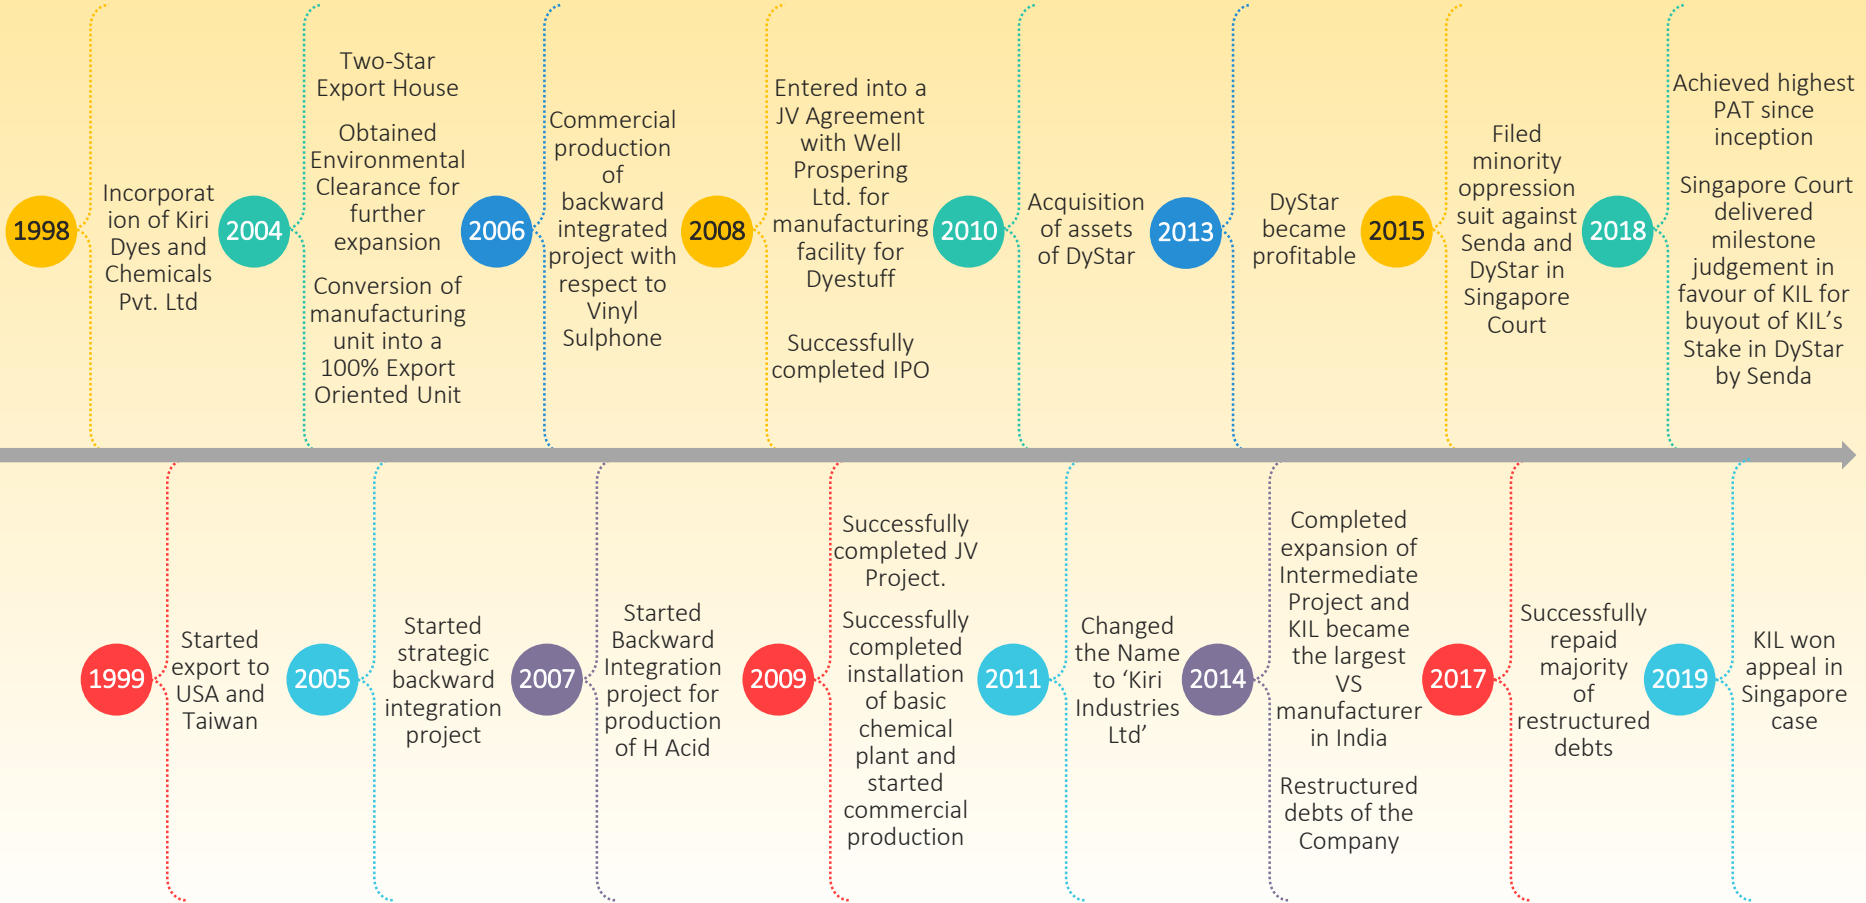 1998
Incorporat
ion of Kiri
Dyes and
Chemicals
Pvt. Ltd
2004
Two-Star
Export House
Obtained
Environmental
Clearance for
further
expansion
Conversion of
manufacturing
unit into a
100% Export
Oriented Unit
2006
Commercial
production
of
backward
integrated
project with
respect to
Vinyl
Sulphone
2008
Entered into a
JV Agreement
with Well
Prospering
Ltd. for
manufacturing
facility for
Dyestuff
Successfully
completed IPO
2010
Acquisition
of assets
of DyStar
2013
DyStar
became
profitable
2015
Filed
minority
oppression
suit against
Senda and
DyStar in
Singapore
Court
2018
Achieved highest
PAT since
inception
Singapore Court
delivered
milestone
judgement in
favour of KIL for
buyout of KIL’s
Stake in DyStar
by Senda
1999
Started
export to
USA and
Taiwan
2005
Started
strategic
backward
integration
project
2007
Started
Backward
Integration
project for
production
of H Acid
2009
Successfully
completed JV
Project.
Successfully
completed
installation
of basic
chemical
plant and
started
commercial
production
2011
Changed
the Name
to ‘Kiri
Industries
Ltd’
2014
Completed
expansion of
Intermediate
Project and
KIL became
the largest
VS
manufacturer
in India
Restructured
debts of the
Company
2017
Successfully
repaid
majority
of
restructured
debts
2019
KIL won
appeal in
Singapore
case